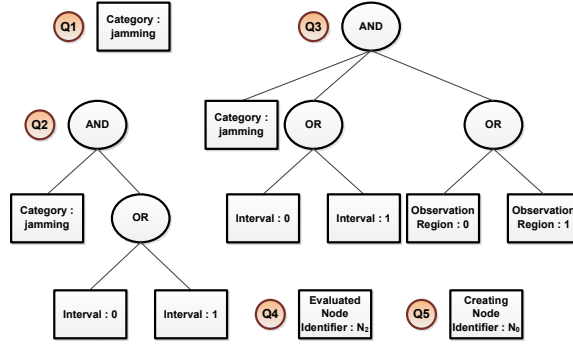 Q1
Category :
jamming
Q3
AND
Category :
jamming
OR
OR
Interval : 0
Interval : 1
Observation
Region : 0
Observation
Region : 1
Q2
AND
Category :
jamming
OR
Interval : 0
Interval : 1
Q4
Evaluated
Node
Identifier : N₂
Q5
Creating
Node
Identifier : N₀